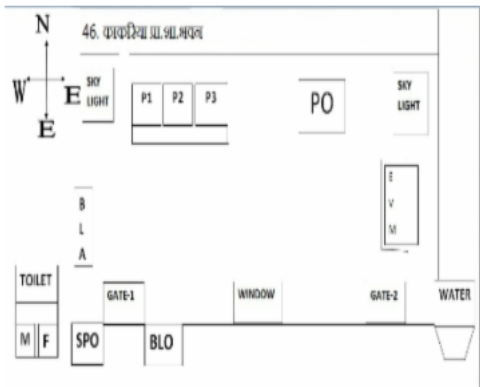 N
46. काकरिया प्रा.शा.भवन
W E
E
SKY LIGHT
P1 P2 P3
PO
SKY LIGHT
E
V
M
B
L
A
TOILET
GATE-1
WINDOW
GATE-2
WATER
M F
SPO
BLO